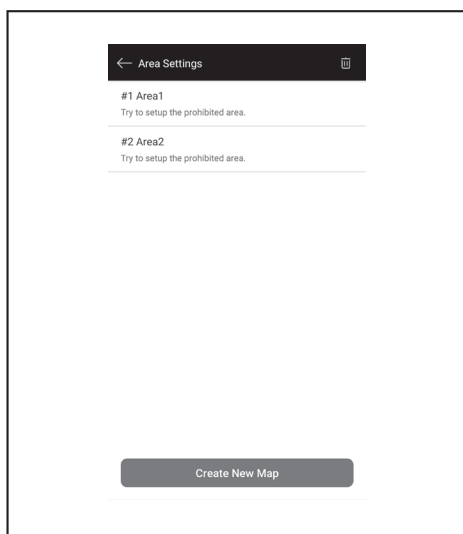 Area Settings
#1 Area1
Try to setup the prohibited area.
#2 Area2
Try to setup the prohibited area.
Create New Map